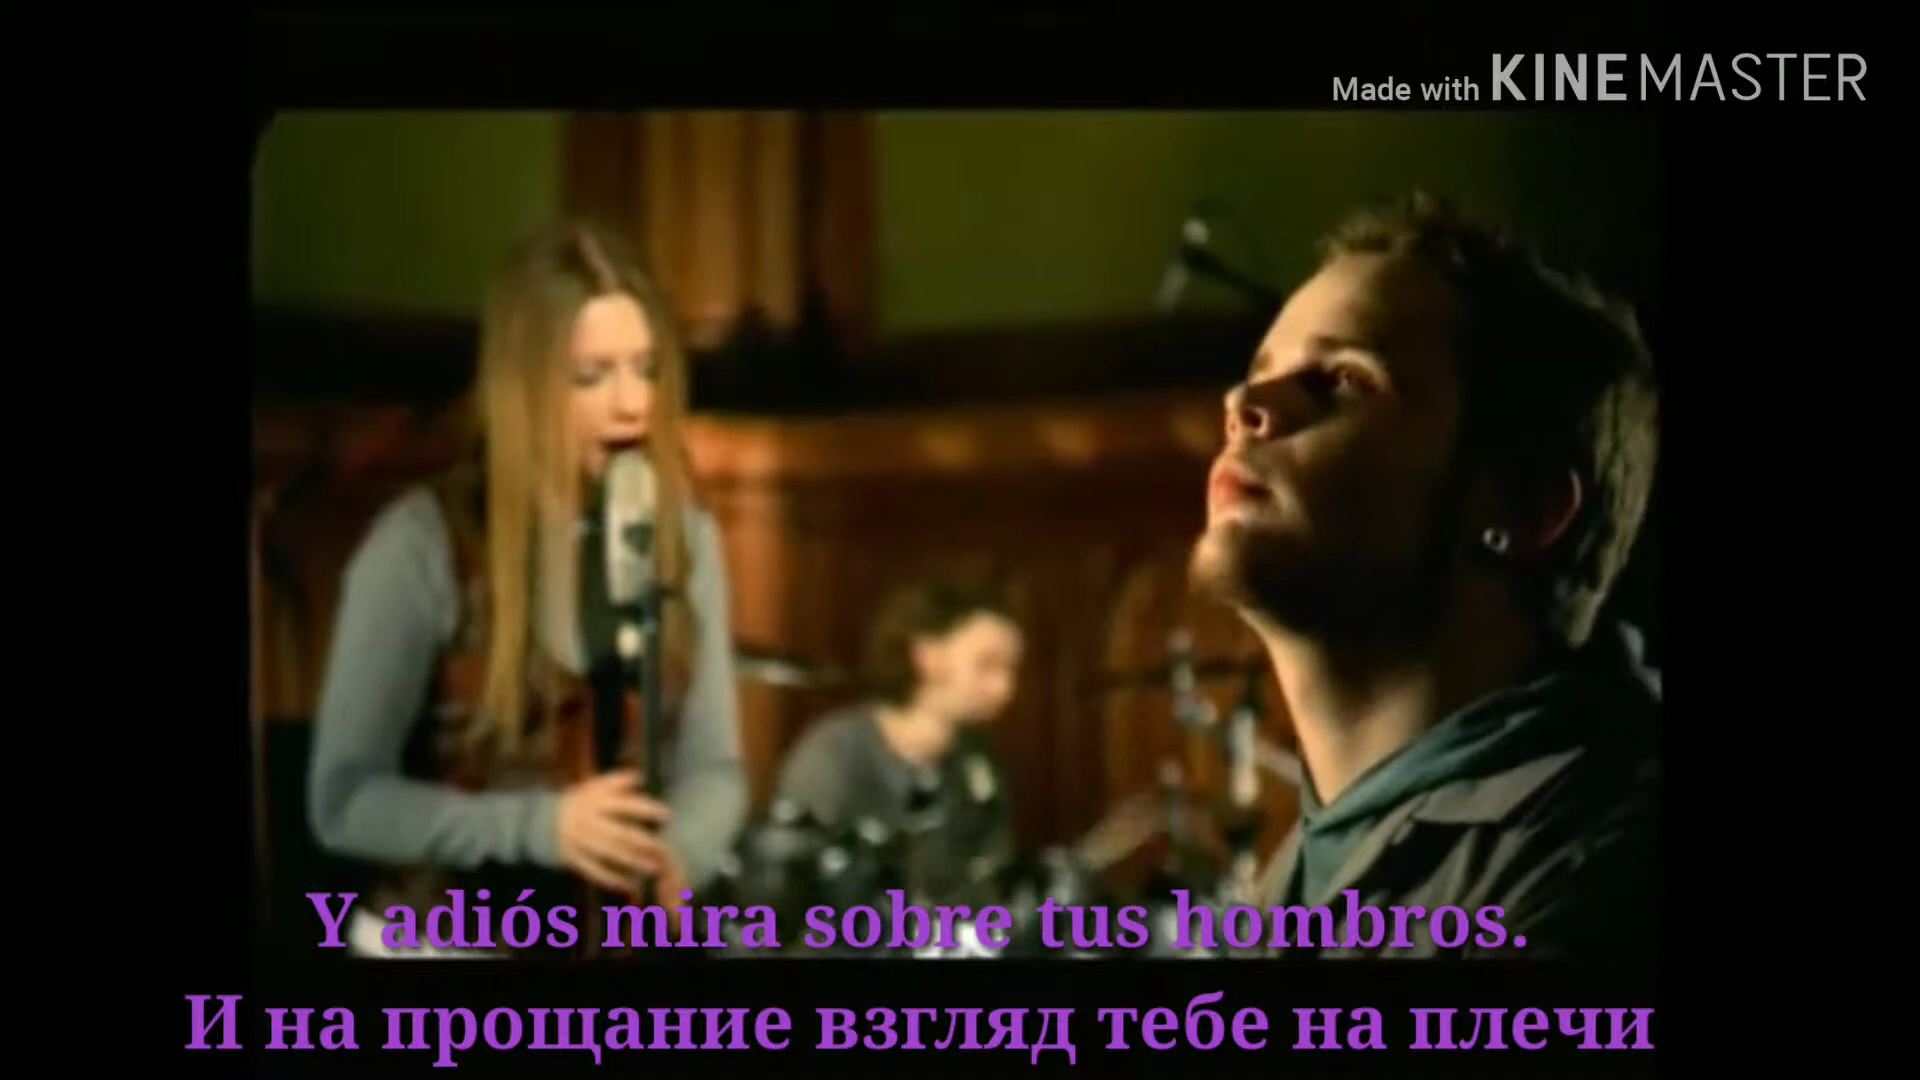 Made with KINEMASTER
Y adiós mira sobre tus hombros.
И на прощание взгляд тебе на плечи